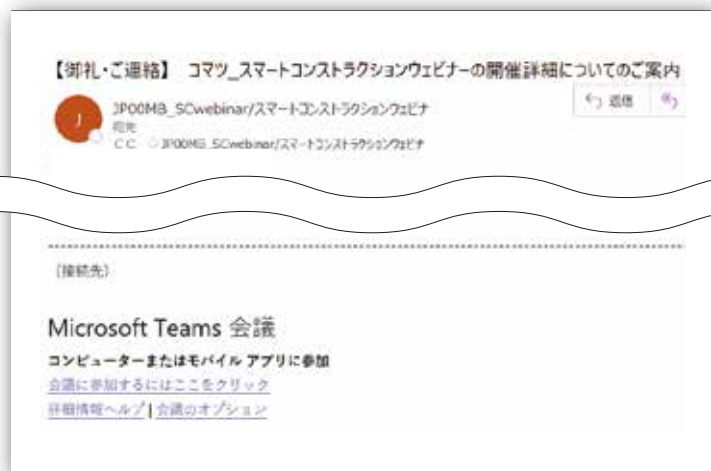 【御礼・ご連絡】 コマツ_スマートコンストラクションウェビナーの開催詳細についてのご案内
J
JP00MB_SCwebinar/スマートコンストラクションウェビナ
返信
宛先
CC JP00MB_SCwebinar/スマートコンストラクションウェビナ
(接続先)
Microsoft Teams 会議
コンピューターまたはモバイル アプリに参加
会議に参加するにはここをクリック
詳細情報ヘルプ | 会議のオプション